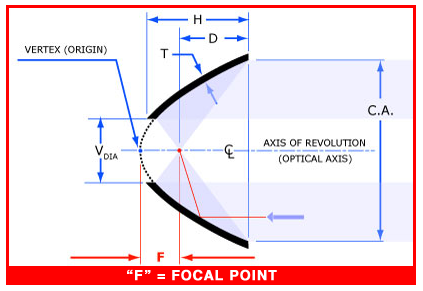 H
D
VERTEX (ORIGIN)
T
C.A.
V DIA
℄
AXIS OF REVOLUTION
(OPTICAL AXIS)
F
“F” = FOCAL POINT